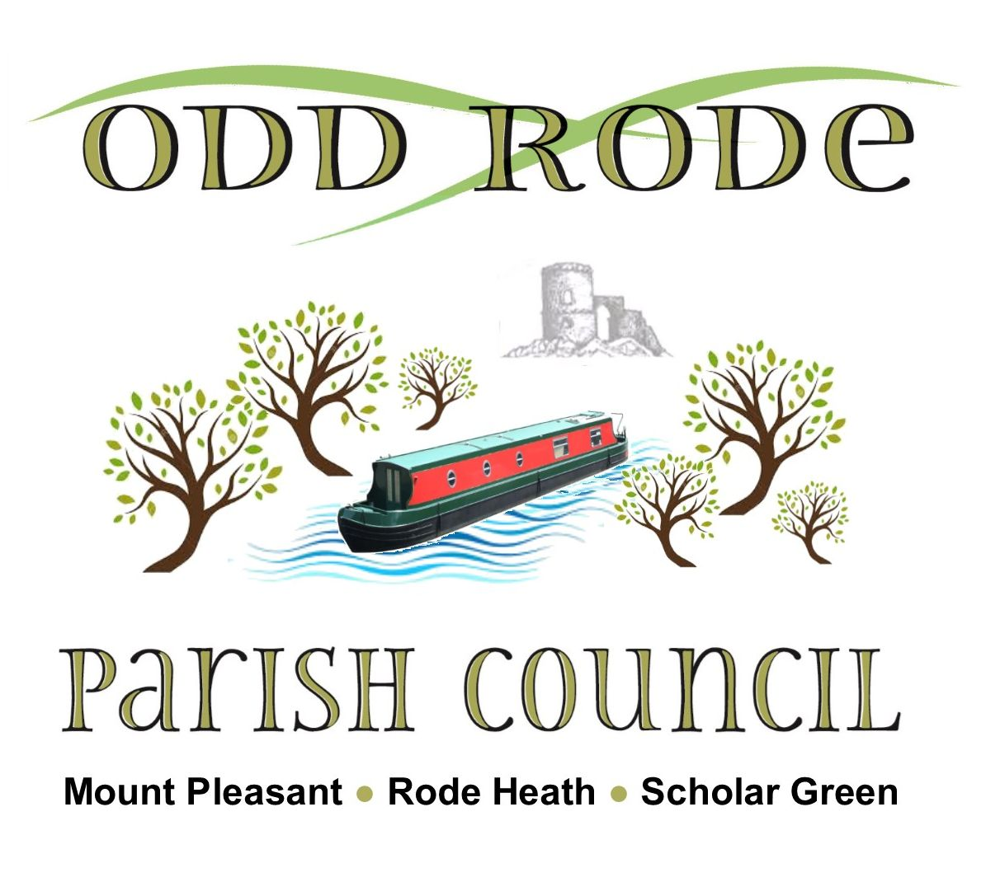 ODD RODe
ParISH COUnCIL
Mount Pleasant ● Rode Heath ● Scholar Green